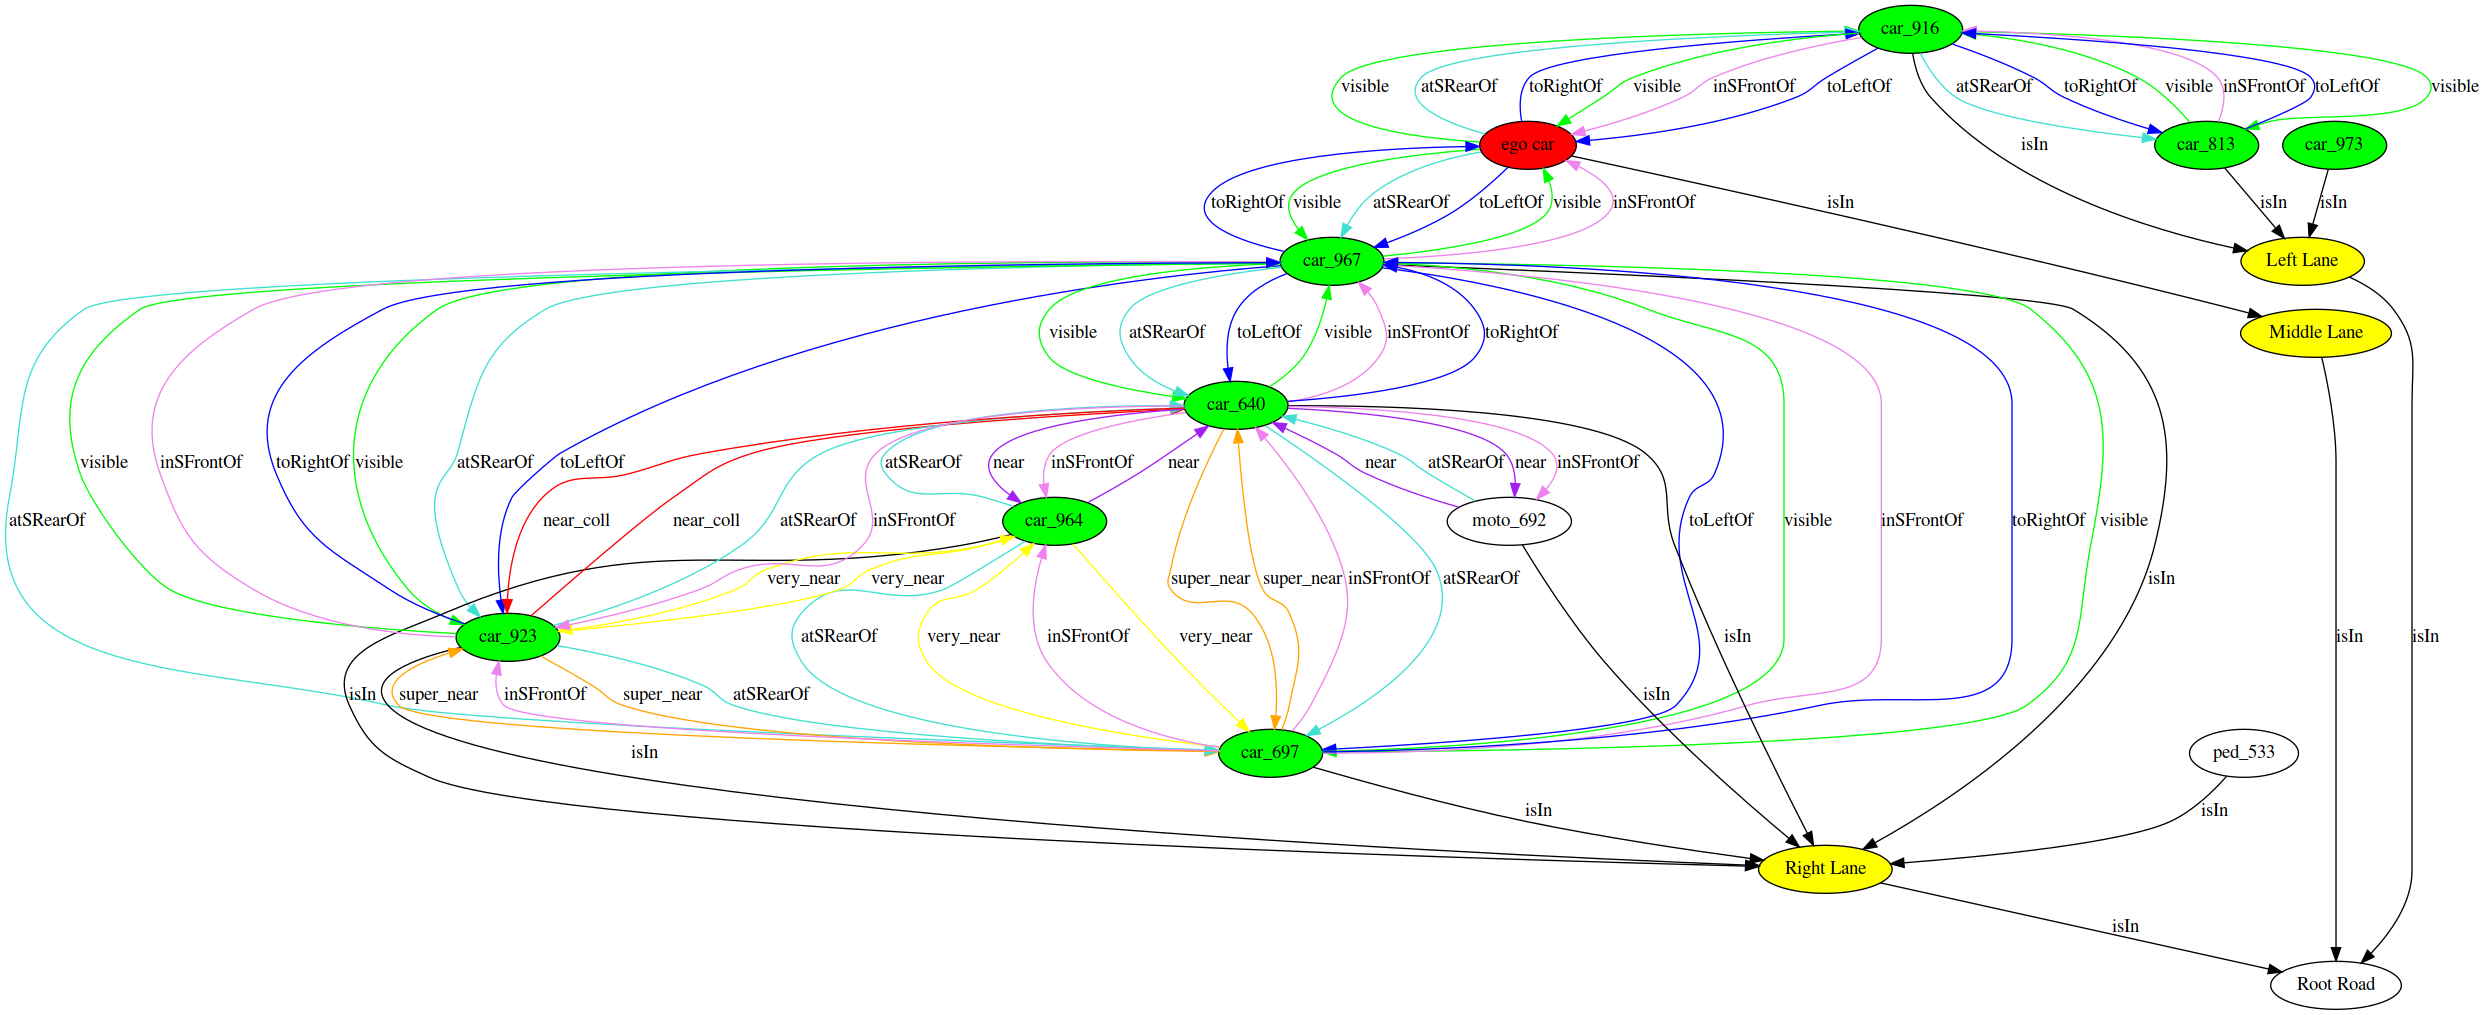 car_916
visible
atSRearOf
toRightOf
visible
inSFrontOf
toLeftOf
atSRearOf
toRightOf
visible
inSFrontOf
toLeftOf
visible
ego car
isIn
car_813
car_973
toRightOf
visible
atSRearOf
toLeftOf
visible
inSFrontOf
isIn
isIn
isIn
car_967
Left Lane
visible
atSRearOf
toLeftOf
visible
inSFrontOf
toRightOf
Middle Lane
car_640
visible
inSFrontOf
toRightOf
visible
atSRearOf
toLeftOf
atSRearOf
near
inSFrontOf
near
atSRearOf
near
inSFrontOf
atSRearOf
near_coll
near_coll
atSRearOf
inSFrontOf
car_964
moto_692
toLeftOf
visible
inSFrontOf
toRightOf
visible
very_near
very_near
super_near
super_near
inSFrontOf
atSRearOf
isIn
car_923
atSRearOf
very_near
inSFrontOf
very_near
isIn
isIn
isIn
isIn
super_near
inSFrontOf
super_near
atSRearOf
isIn
isIn
car_697
ped_533
isIn
isIn
isIn
Right Lane
isIn
Root Road